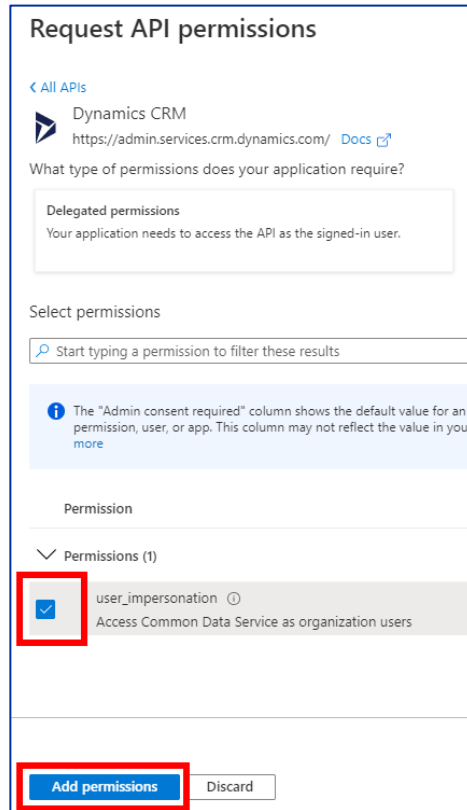 Request API permissions
All APIs
Dynamics CRM
https://admin.services.crm.dynamics.com/ Docs
What type of permissions does your application require?
Delegated permissions
Your application needs to access the API as the signed-in user.
Select permissions
Start typing a permission to filter these results
The "Admin consent required" column shows the default value for an
permission, user, or app. This column may not reflect the value in you
more
Permission
Permissions (1)
user_impersonation
Access Common Data Service as organization users
Add permissions Discard